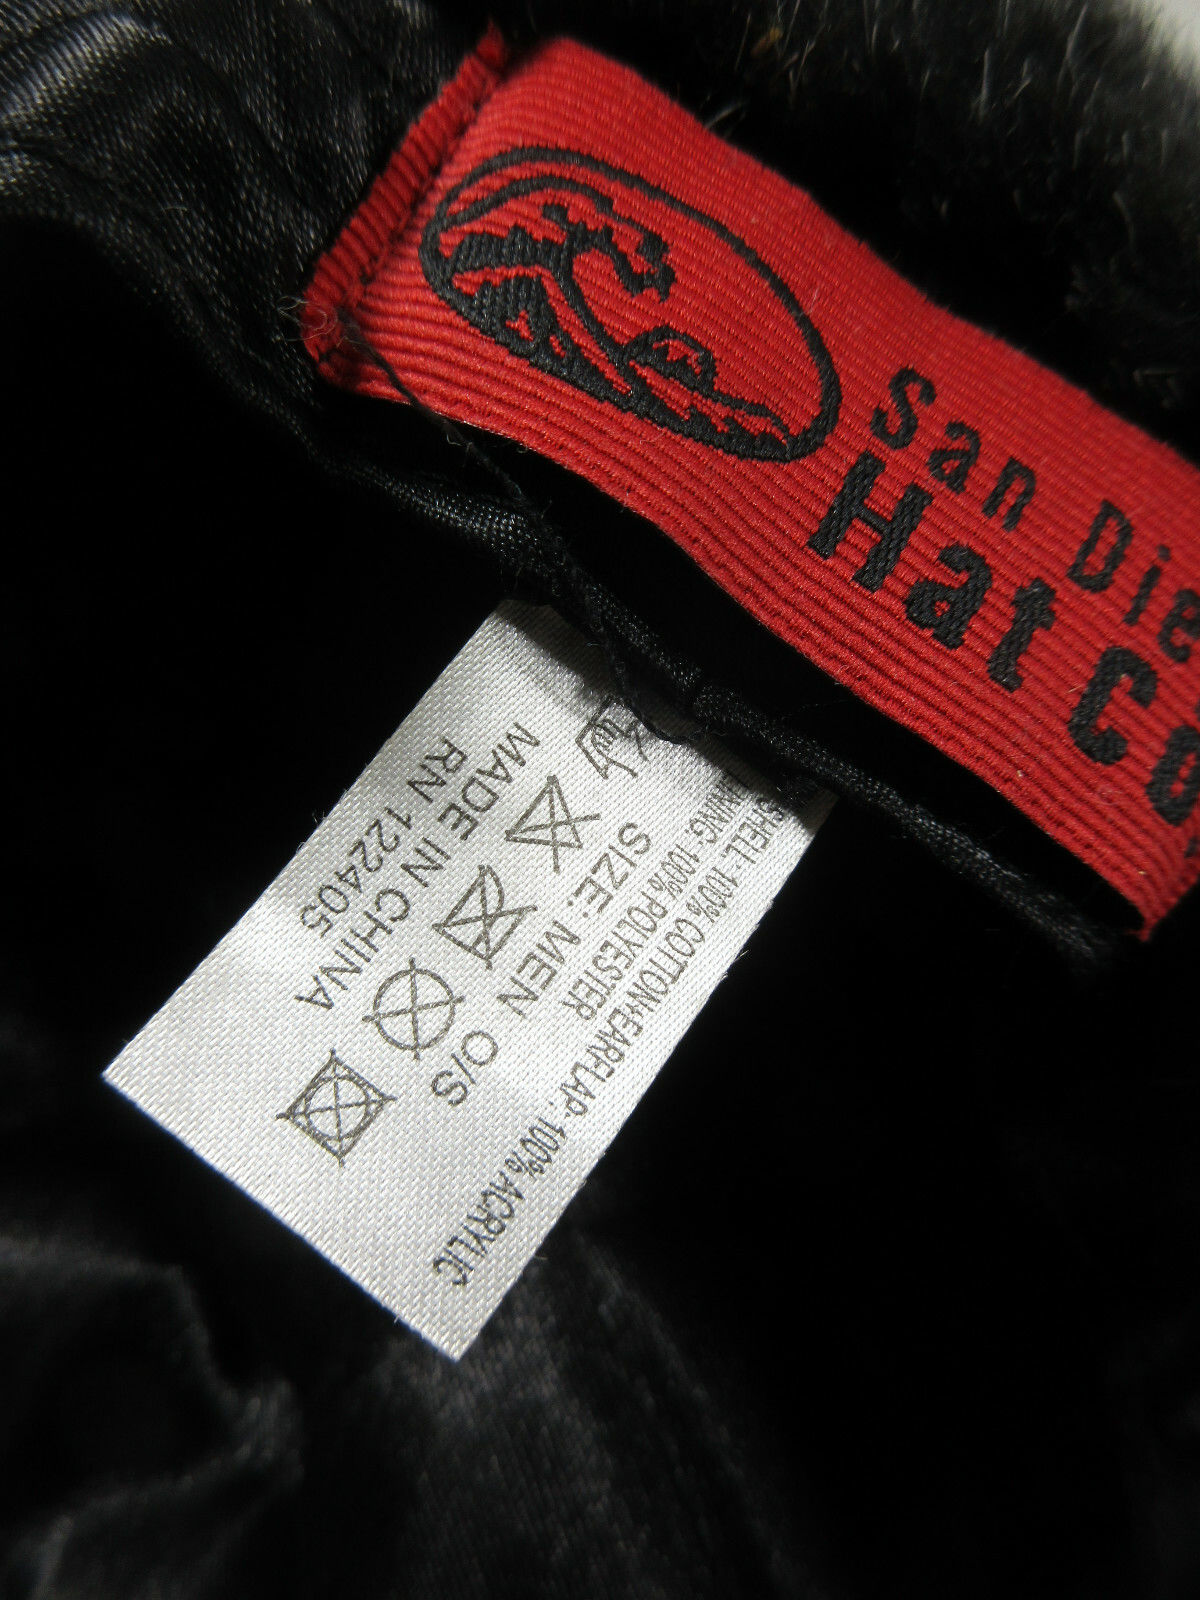 San Die
Hat Co
SHELL: 100% COTTON+EARFLAP: 100% ACRYLIC
100% POLYESTER
SIZE: MEN O/S
MADE IN CHINA
RN 122405